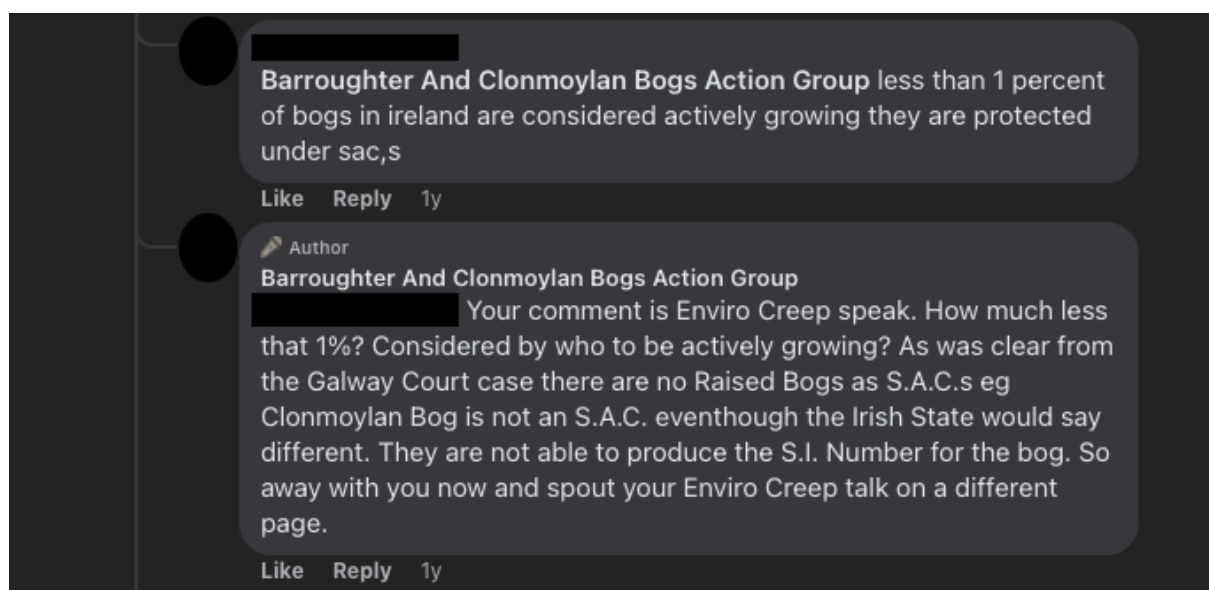 Barroughter And Clonmoylan Bogs Action Group less than 1 percent
of bogs in ireland are considered actively growing they are protected
under sac,s
Like Reply 1y
Author
Barroughter And Clonmoylan Bogs Action Group
Your comment is Enviro Creep speak. How much less
that 1%? Considered by who to be actively growing? As was clear from
the Galway Court case there are no Raised Bogs as S.A.C.s eg
Clonmoylan Bog is not an S.A.C. eventhough the Irish State would say
different. They are not able to produce the S.I. Number for the bog. So
away with you now and spout your Enviro Creep talk on a different
page.
Like Reply 1y